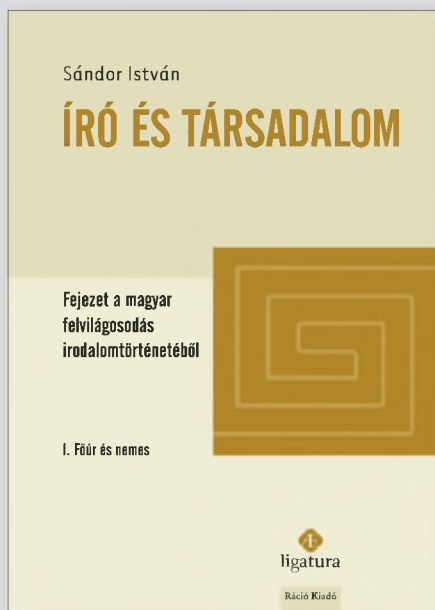 Sándor István
ÍRÓ ÉS TÁRSADALOM
Fejezet a magyar
felvilágosodás
irodalomtörténetéből
I. Főúr és nemes
ligatura
Ráció Kiadó